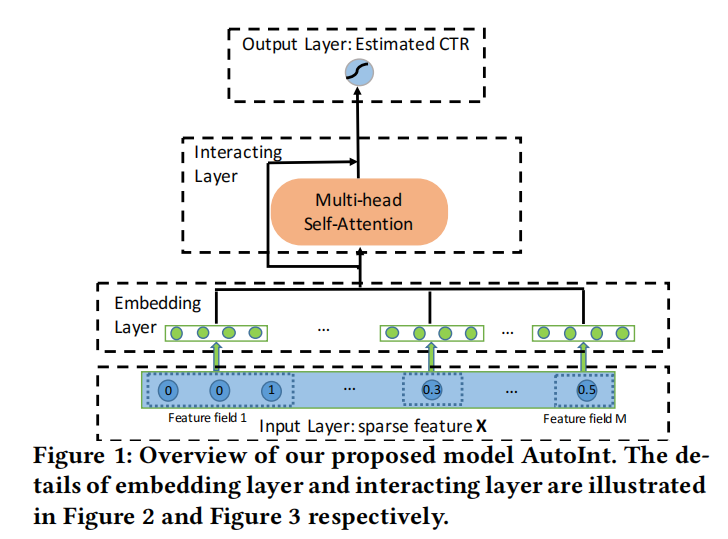 Output Layer: Estimated CTR
Interacting
Layer
Multi-head
Self-Attention
Embedding
Layer
... ...
0 0 1 ... 0.3 ... 0.5
Feature field 1
Feature field M
Input Layer: sparse feature X
Figure 1: Overview of our proposed model AutoInt. The de-
tails of embedding layer and interacting layer are illustrated
in Figure 2 and Figure 3 respectively.